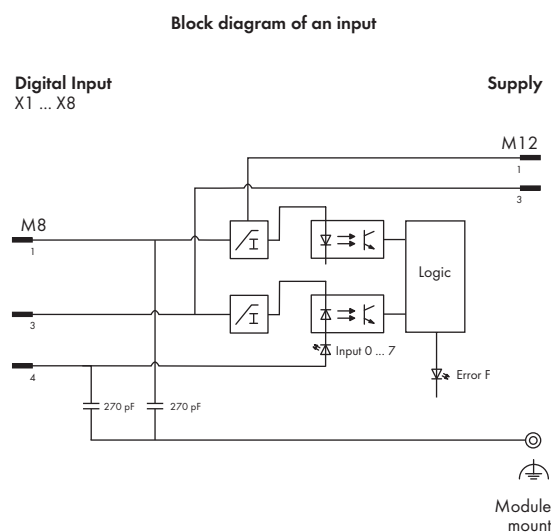 Block diagram of an input
Digital Input
X1 ... X8
Supply
M12
1
3
M8
1
I
Logic
3
I
Input 0 ... 7
4
Error F
270 pF
270 pF
Module
mount